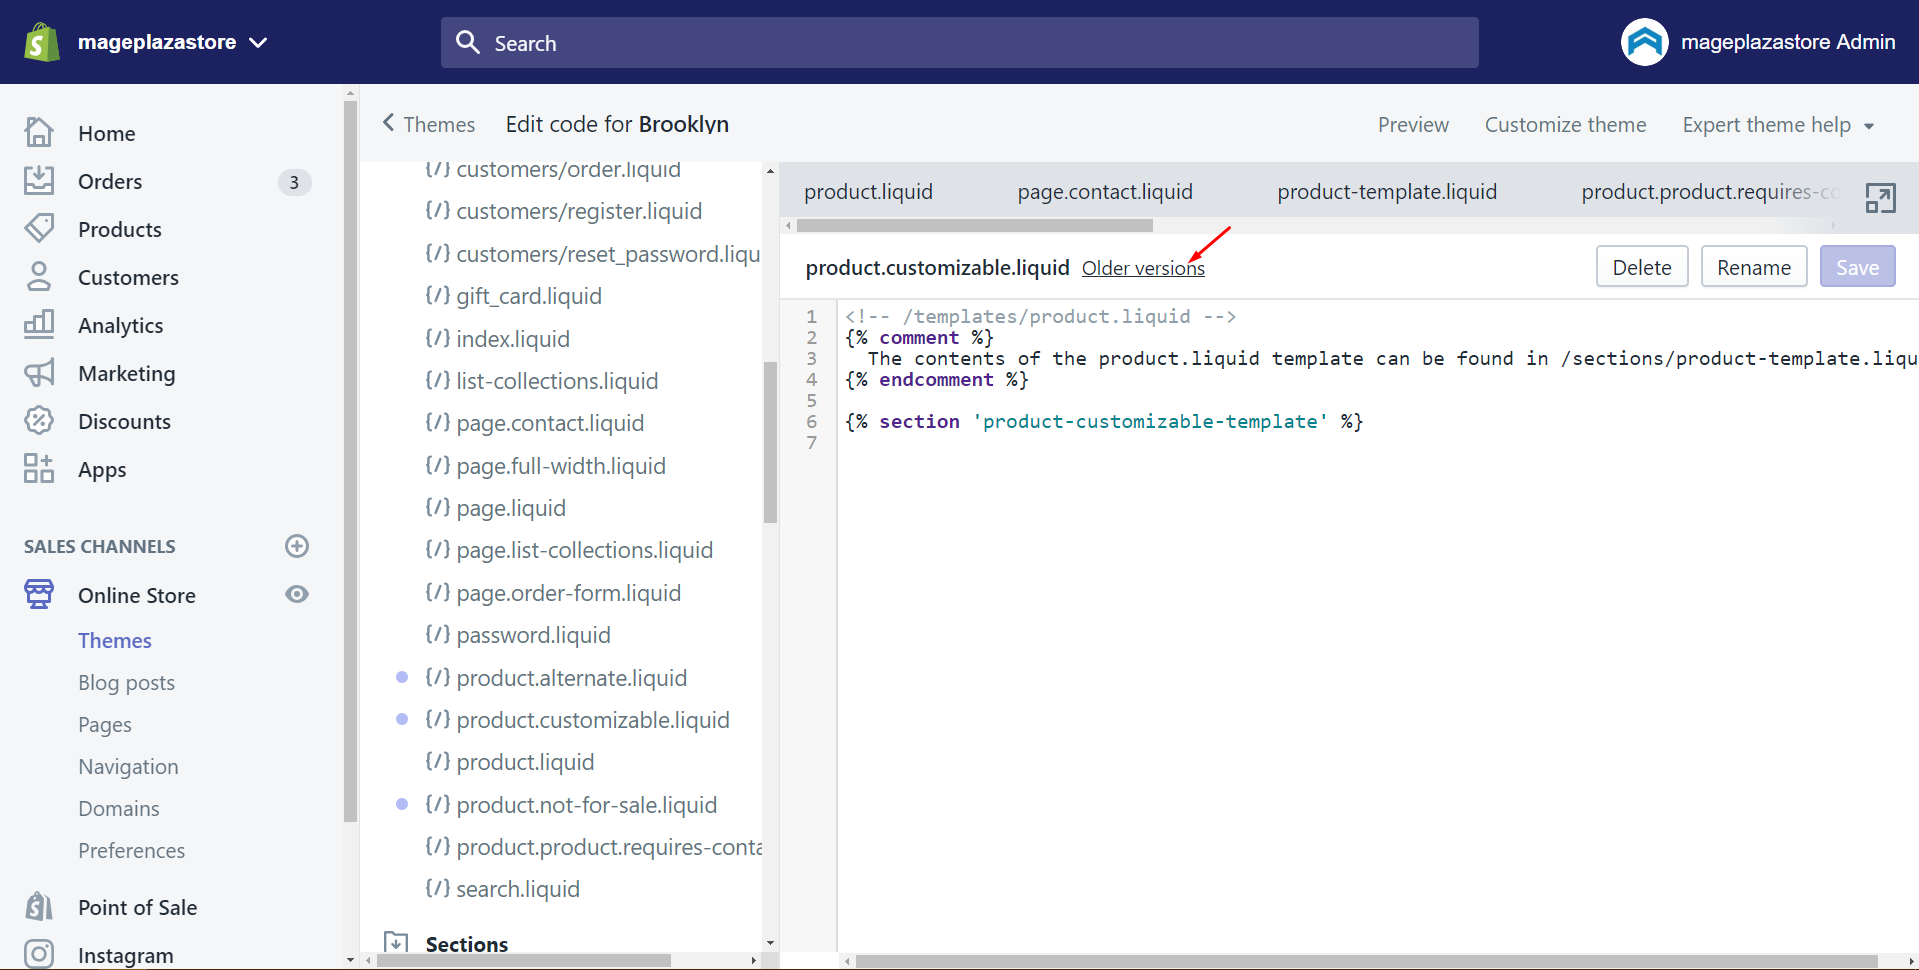 mageplazastore
Search
mageplazastore Admin
Home
Orders 3
Products
Customers
Analytics
Marketing
Discounts
Apps
SALES CHANNELS
Online Store
Themes
Blog posts
Pages
Navigation
Domains
Preferences
Point of Sale
Instagram
Themes
Edit code for Brooklyn
Preview
Customize theme
Expert theme help
{/} customers/order.liquid
{/} customers/register.liquid
{/} customers/reset_password.liqu
{/} gift_card.liquid
{/} index.liquid
{/} list-collections.liquid
{/} page.contact.liquid
{/} page.full-width.liquid
{/} page.liquid
{/} page.list-collections.liquid
{/} page.order-form.liquid
{/} password.liquid
{/} product.alternate.liquid
{/} product.customizable.liquid
{/} product.liquid
{/} product.not-for-sale.liquid
{/} product.product.requires-conta
{/} search.liquid
Sections
product.liquid
page.contact.liquid
product-template.liquid
product.product.requires-co
product.customizable.liquid Older versions
Delete
Rename
Save
1 <!-- /templates/product.liquid -->
2 {% comment %}
3 The contents of the product.liquid template can be found in /sections/product-template.liqu
4 {% endcomment %}
5
6 {% section 'product-customizable-template' %}
7